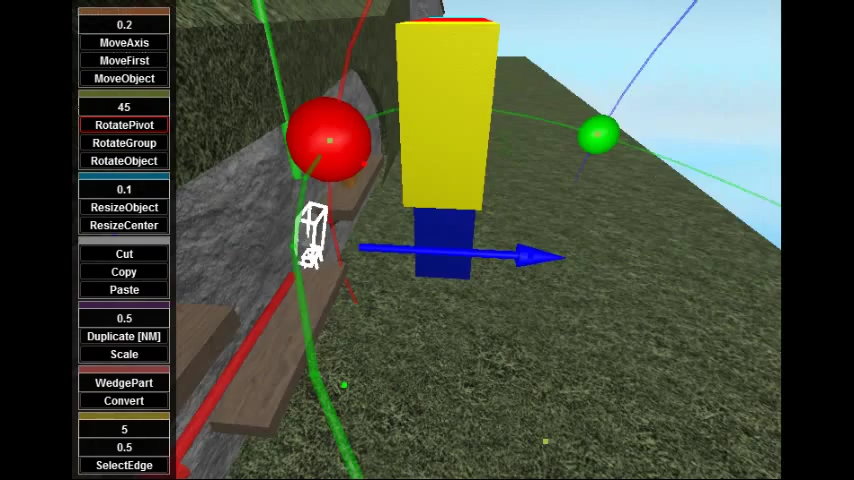 0.2
MoveAxis
MoveFirst
MoveObject
45
RotatePivot
RotateGroup
RotateObject
0.1
ResizeObject
ResizeCenter
Cut
Copy
Paste
0.5
Duplicate [NM]
Scale
WedgePart
Convert
5
0.5
SelectEdge